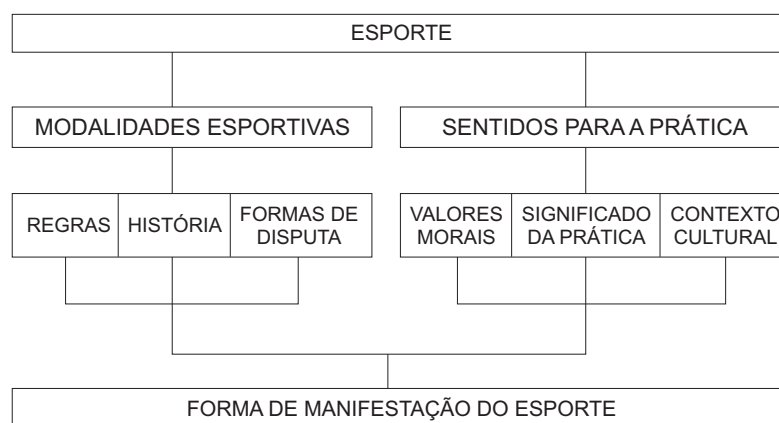 ESPORTE
MODALIDADES ESPORTIVAS
SENTIDOS PARA A PRÁTICA
REGRAS
HISTÓRIA
FORMAS DE
DISPUTA
VALORES
MORAIS
SIGNIFICADO
DA PRÁTICA
CONTEXTO
CULTURAL
FORMA DE MANIFESTAÇÃO DO ESPORTE